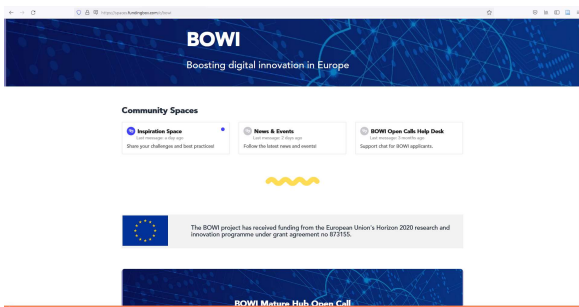 https://spaces.fundingbox.com/c/bowi
BOWI
Boosting digital innovation in Europe
Community Spaces
Inspiration Space
Last message: a day ago
Share your challenges and best practices!
News & Events
Last message: 2 days ago
Follow the latest news and events!
BOWI Open Calls Help Desk
Last message: 3 months ago
Support chat for BOWI applicants.
The BOWI project has received funding from the European Union's Horizon 2020 research and
innovation programme under grant agreement no 873155.
BOWI Mature Hub Open Call